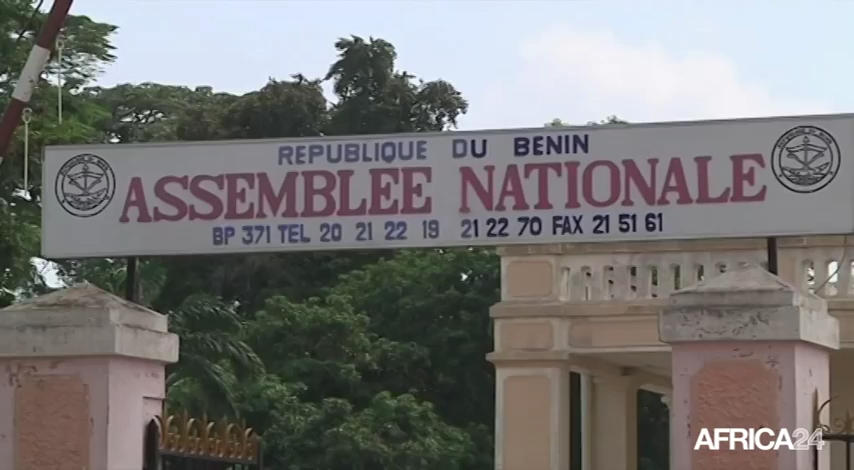 REPUBLIQUE DU BENIN
ASSEMBLEE NATIONALE
BP 371 TEL 20 21 22 19 21 22 70 FAX 21 51 61
AFRICA24